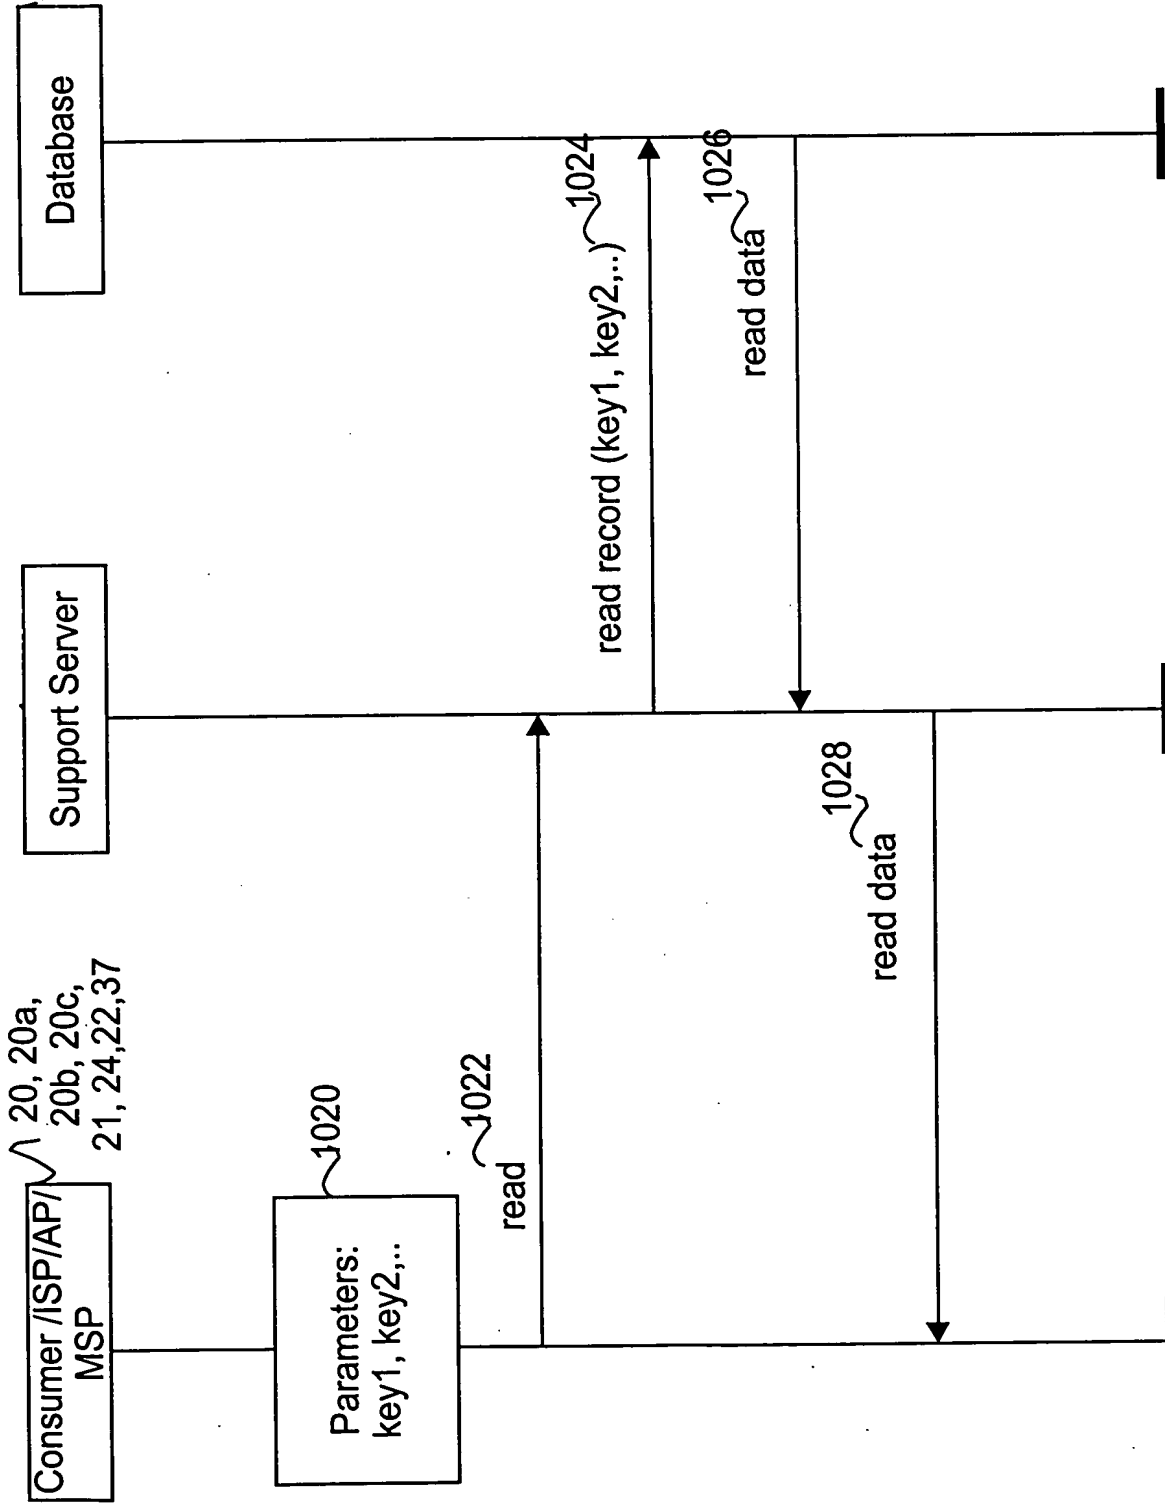 Consumer /ISP/AP/
MSP
20, 20a,
20b, 20c,
21, 24,22,37
Support Server
Database
Parameters:
key1, key2,..
1020
read
1022
read record (key1, key2,..)
1024
read data
1026
read data
1028